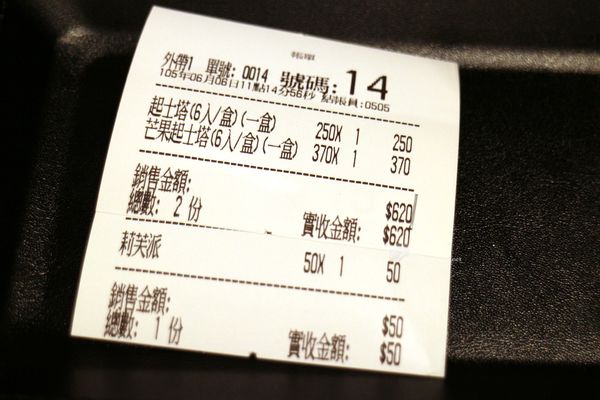 帳單
外帶1 單號: 0014 號碼: 14
105年06月06日11點14分56秒 結帳員:0505
起士塔(6入/盒)(一盒) 250X 1 250
芒果起士塔(6入/盒)(一盒) 370X 1 370
銷售金額: $620
總數: 2 份 實收金額: $620
莉芙派 50X 1 50
銷售金額: $50
總數: 1 份 實收金額: $50